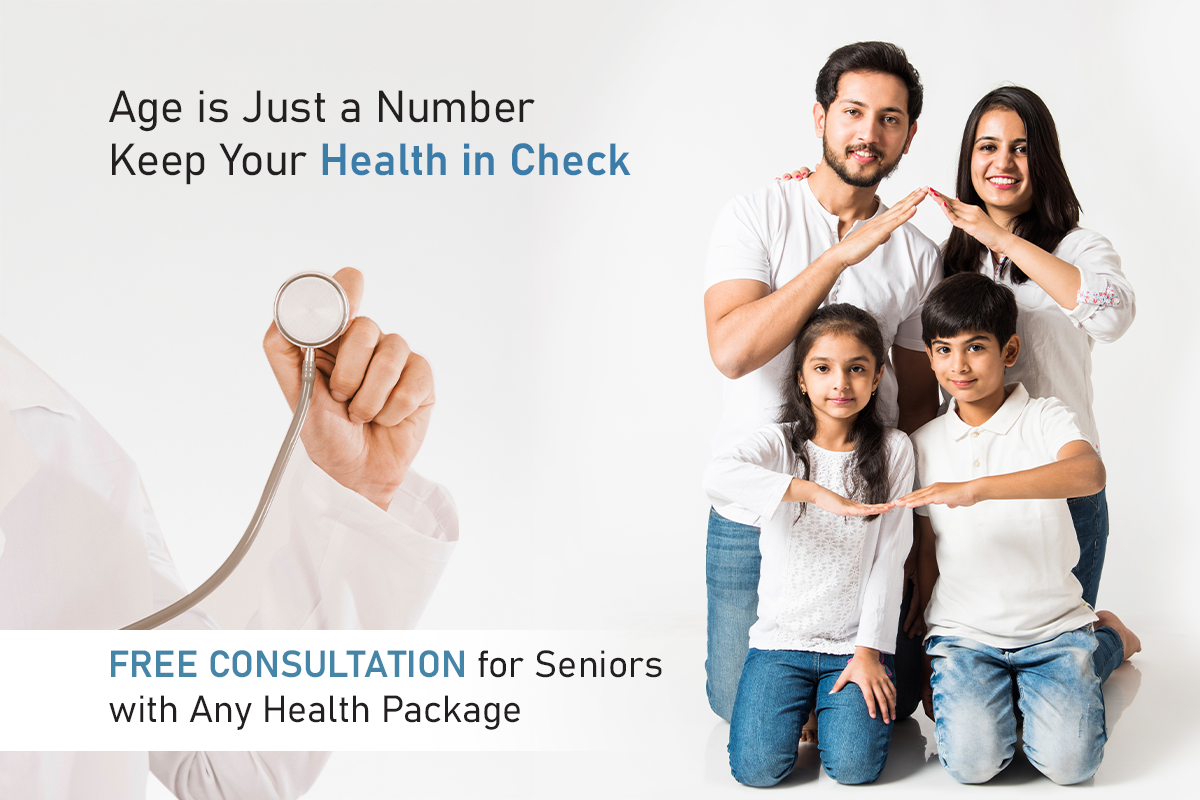 Age is Just a Number
Keep Your Health in Check
FREE CONSULTATION for Seniors
with Any Health Package